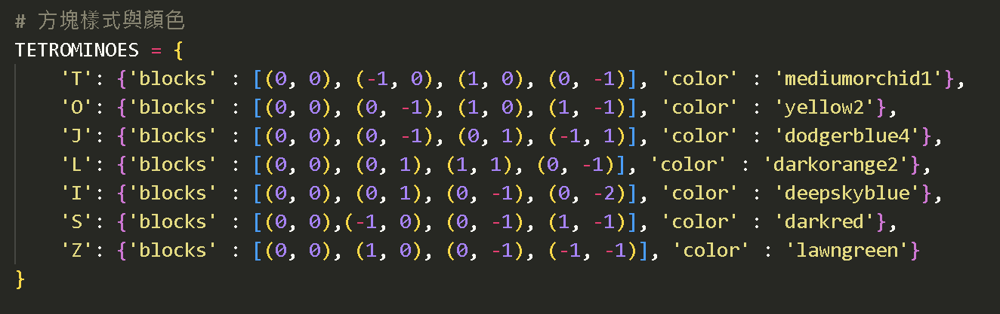 # 方塊樣式與顏色
TETROMINOES = {
    'T': {'blocks' : [(0, 0), (-1, 0), (1, 0), (0, -1)], 'color' : 'mediumorchid1'},
    'O': {'blocks' : [(0, 0), (0, -1), (1, 0), (1, -1)], 'color' : 'yellow2'},
    'J': {'blocks' : [(0, 0), (0, -1), (0, 1), (-1, 1)], 'color' : 'dodgerblue4'},
    'L': {'blocks' : [(0, 0), (0, 1), (1, 1), (0, -1)], 'color' : 'darkorange2'},
    'I': {'blocks' : [(0, 0), (0, 1), (0, -1), (0, -2)], 'color' : 'deepskyblue'},
    'S': {'blocks' : [(0, 0),(-1, 0), (0, -1), (1, -1)], 'color' : 'darkred'},
    'Z': {'blocks' : [(0, 0), (1, 0), (0, -1), (-1, -1)], 'color' : 'lawngreen'}
}